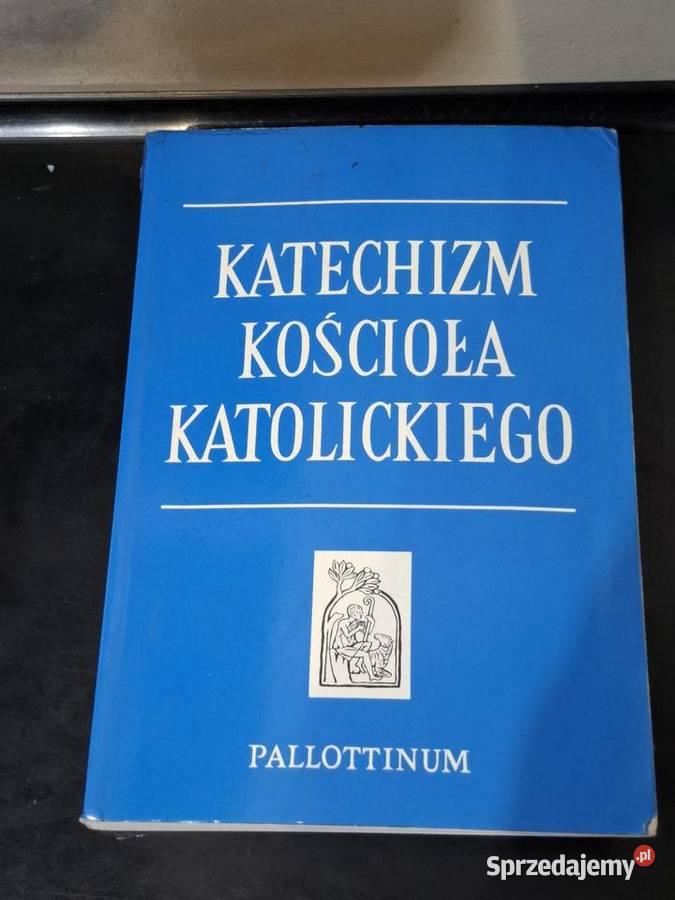 KATECHIZM
KOŚCIOŁA
KATOLICKIEGO
PALLOTTINUM
Sprzedajemy.pl